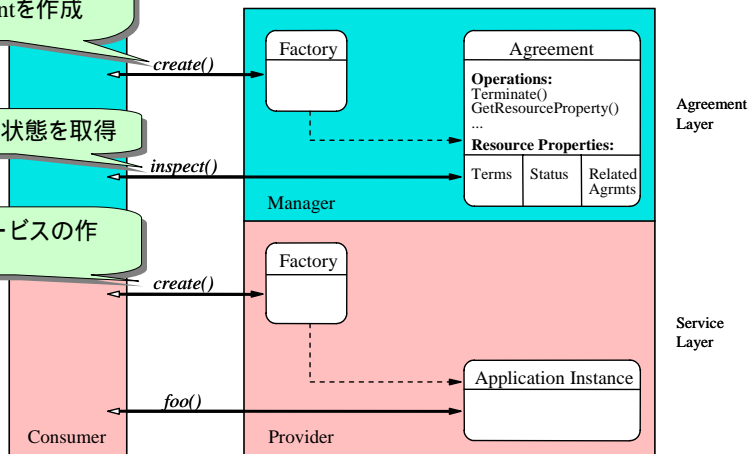 ntを作成
create()
Factory
Agreement
Operations:
Terminate()
GetResourceProperty()
...
Resource Properties:
Terms
Status
Related
Agrmts
Agreement
Layer
状態を取得
inspect()
Manager
ービスの作
create()
Factory
Service
Layer
Application Instance
foo()
Consumer
Provider